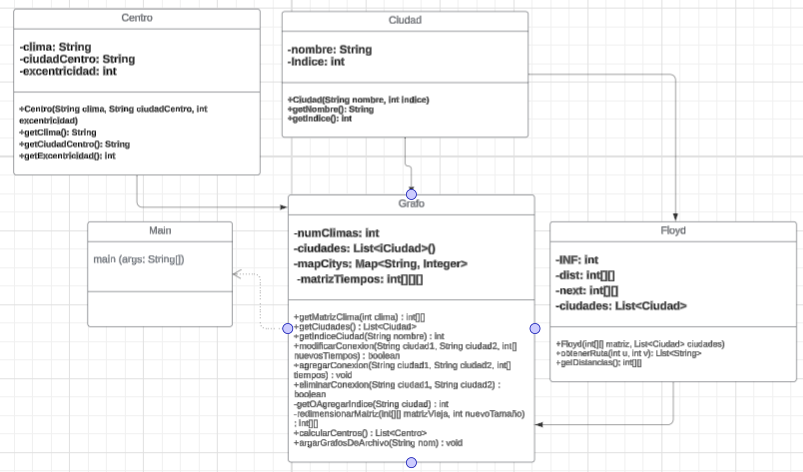 Centro
-clima: String
-ciudadCentro: String
-excentricidad: int
+Centro(String clima, String ciudadCentro, int
excentricidad)
+getClima(): String
+getCiudadCentro(): String
+getExcentricidad(): int
Ciudad
-nombre: String
-Indice: int
+Ciudad(String nombre, int indice)
+getNombre(): String
+getIndice(): int
Main
main (args: String[])
Grafo
-numClimas: int
-ciudades: List<iCiudad>()
-mapCitys: Map<String, Integer>
-matrizTiempos: int[][][]
+getMatrizClima(int clima) : int[][]
+getCiudades() : List<Ciudad>
+getIndiceCiudad(String nombre) : int
+modificarConexion(String ciudad1, String ciudad2, int[]
nuevosTiempos) : boolean
+agregarConexion(String ciudad1, String ciudad2, int[]
tiempos) : void
+eliminarConexion(String ciudad1, String ciudad2) :
boolean
-getOAgregarIndice(String ciudad) : int
-redimensionarMatriz(int[][] matrizVieja, int nuevoTamaño)
: int[][]
+calcularCentros() : List<Centro>
+argarGrafosDeArchivo(String nom) : void
Floyd
-INF: int
-dist: int[][]
-next: int[][]
-ciudades: List<Ciudad>
+Floyd(int[][] matriz, List<Ciudad> ciudades)
+obtenerRuta(int u, int v): List<String>
+getDistancias(): int[][]